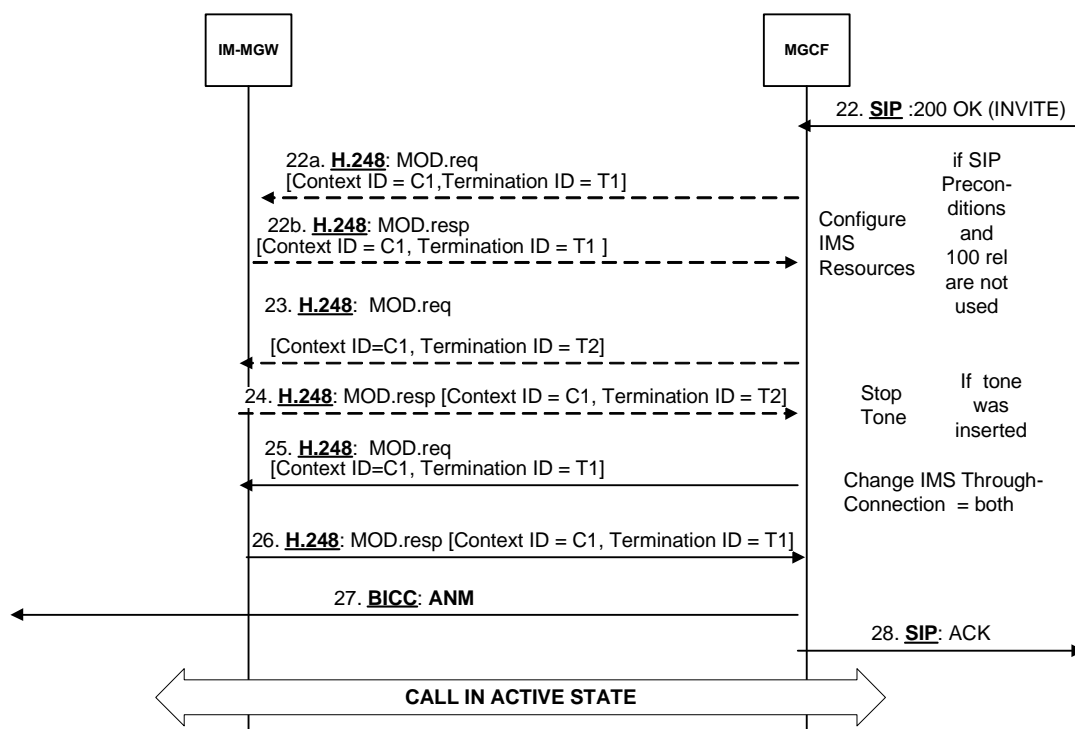 IM-MGW
MGCF
22. SIP :200 OK (INVITE)
22a. H.248: MOD.req
[Context ID = C1,Termination ID = T1]
22b. H.248: MOD.resp
[Context ID = C1, Termination ID = T1 ]
Configure
IMS
Resources
if SIP
Precon-
ditions
and
100 rel
are not
used
23. H.248: MOD.req
[Context ID=C1, Termination ID = T2]
24. H.248: MOD.resp [Context ID = C1, Termination ID = T2]
Stop
Tone
If tone
was
inserted
25. H.248: MOD.req
[Context ID=C1, Termination ID = T1]
Change IMS Through-
Connection = both
26. H.248: MOD.resp [Context ID = C1, Termination ID = T1]
27. BICC: ANM
28. SIP: ACK
CALL IN ACTIVE STATE